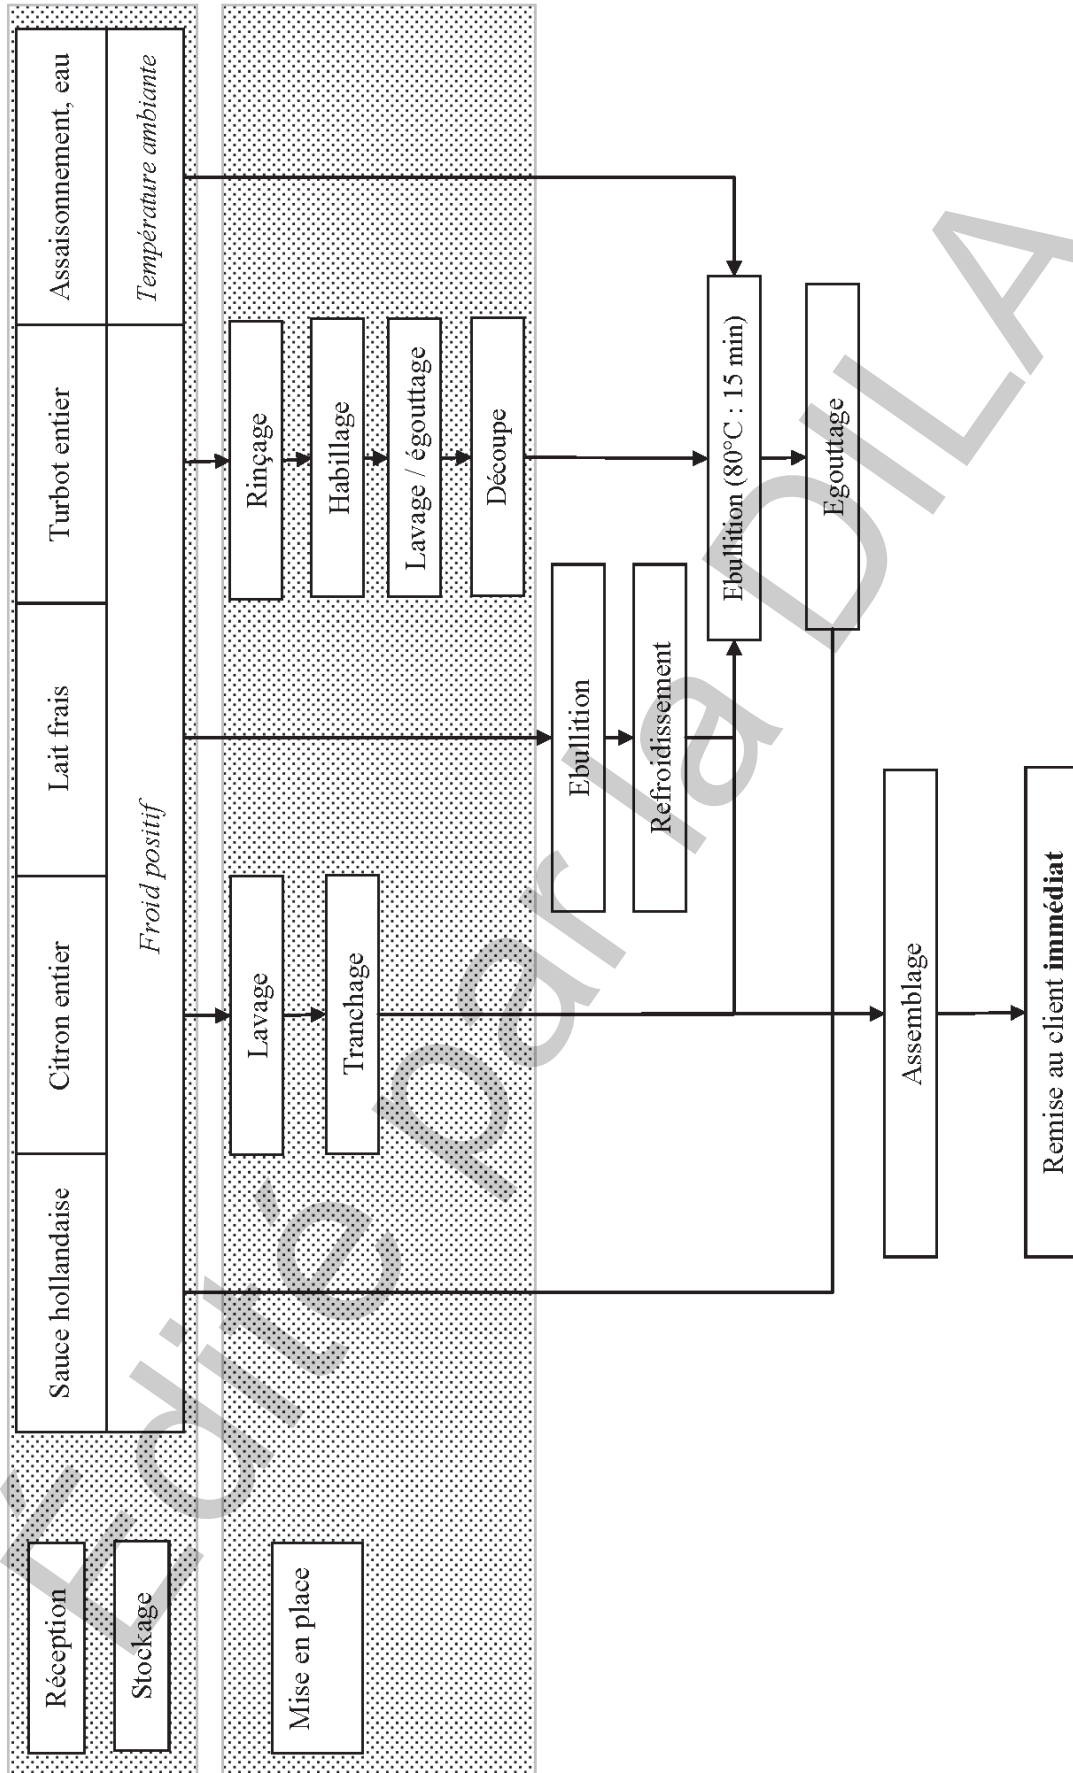 Réception
Sauce hollandaise
Citron entier
Lait frais
Turbot entier
Assaisonnement, eau
Stockage
Froid positif
Température ambiante
Mise en place
Lavage
Rinçage
Tranchage
Habillage
Lavage / égouttage
Découpe
Ebullition
Refroidissement
Ebullition (80°C : 15 min)
Egouttage
Assemblage
Remise au client immédiat
Édité par la DILA